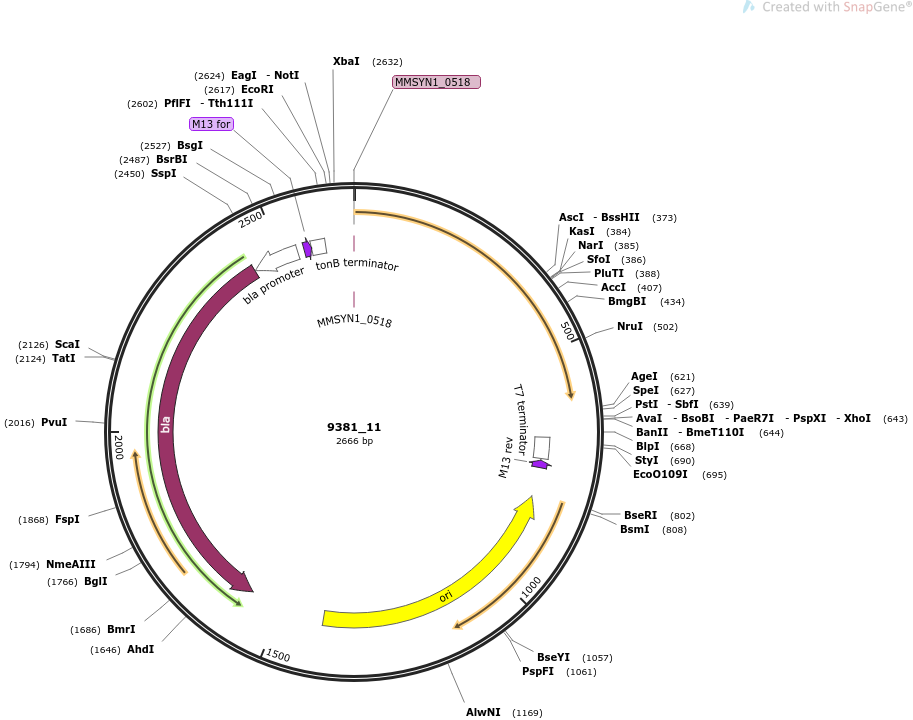 Created with SnapGene®
XbaI (2632)
(2624) EagI - NotI
MMSYN1_0518
(2617) EcoRI
(2602) PflFI - Tth111I
M13 for
(2527) BsgI
(2487) BsrBI
(2450) SspI
2500
AscI - BssHII (373)
KasI (384)
NarI (385)
SfoI (386)
PluTI (388)
AccI (407)
BmgBI (434)
tonB terminator
bla promoter
MMSYN1_0518
500
NruI (502)
(2126) ScaI
(2124) TatI
AgeI (621)
SpeI (627)
PstI - SbfI (639)
AvaI - BsoBI - PaeR7I - PspXI - XhoI (643)
BanII - BmeT110I (644)
BlpI (668)
StyI (690)
EcoO109I (695)
T7 terminator
M13 rev
(2016) PvuI
bla
9381_11
2666 bp
2000
(1868) FspI
BseRI (802)
BsmI (808)
(1794) NmeAIII
(1766) BglI
ori
1000
(1686) BmrI
(1646) AhdI
1500
BseYI (1057)
PspFI (1061)
AlwNI (1169)